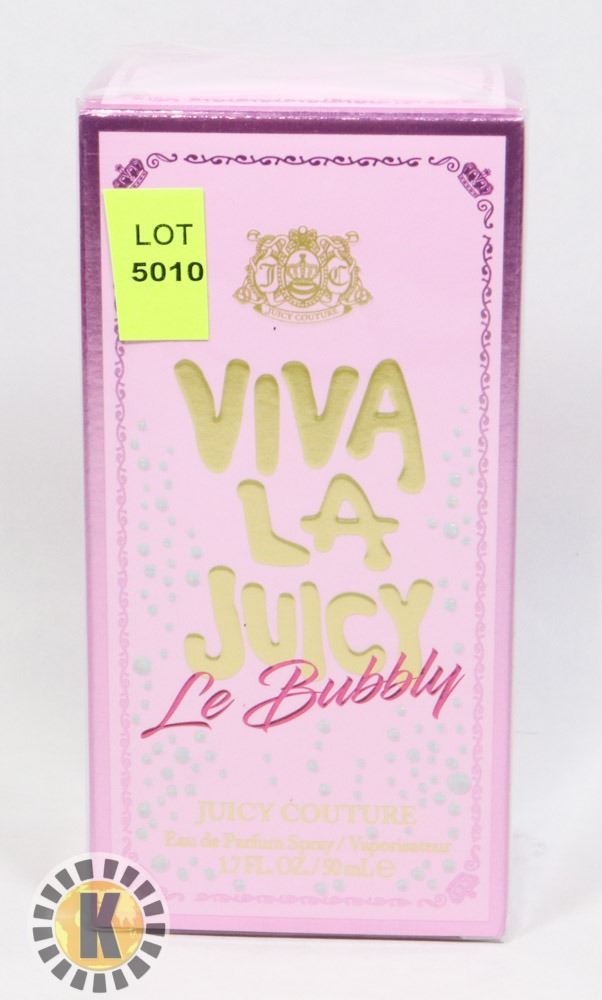 LOT
5010
J C
JUICY COUTURE
VIVA
LA
JUICY
Le Bubbly
JUICY COUTURE
Eau de Parfum Spray / Vaporisateur
1.7 FL. OZ. / 50 mL ℮
K